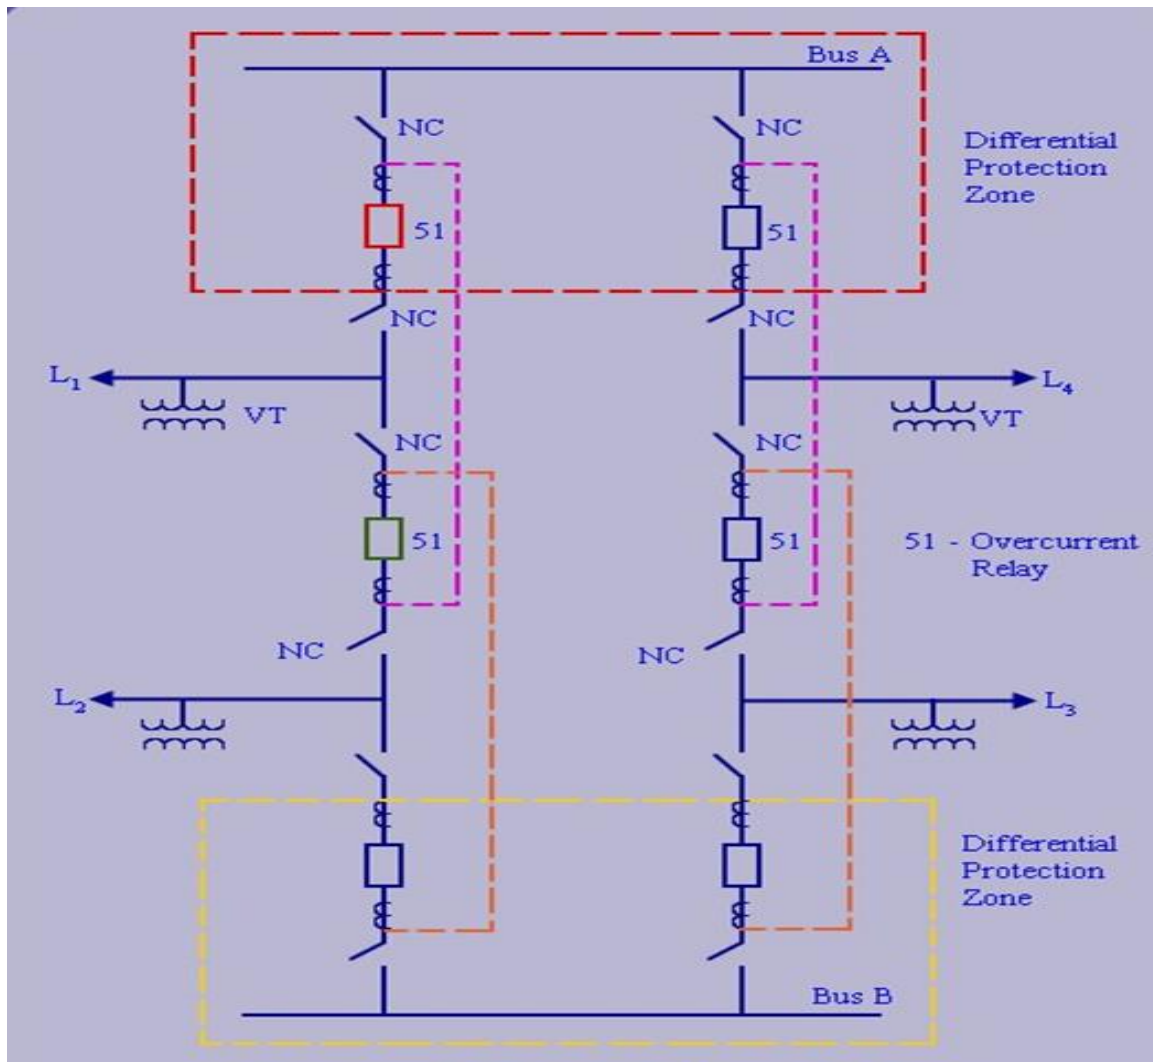 Bus A
NC
NC
Differential
Protection
Zone
51
51
NC
NC
L₁
L₄
VT
VT
NC
NC
51
51
51 - Overcurrent
Relay
NC
NC
L₂
L₃
Differential
Protection
Zone
Bus B